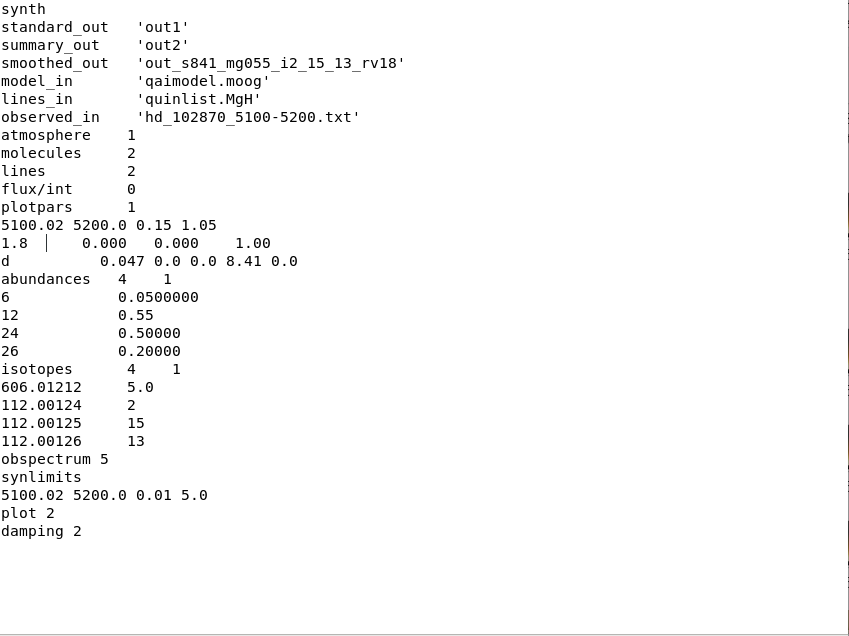 synth
standard_out   'out1'
summary_out    'out2'
smoothed_out   'out_s841_mg055_i2_15_13_rv18'
model_in       'qaimodel.moog'
lines_in       'quinlist.MgH'
observed_in    'hd_102870_5100-5200.txt'
atmosphere    1
molecules     2
lines         2
flux/int      0
plotpars      1
5100.02 5200.0 0.15 1.05
1.8      0.000   0.000    1.00
d          0.047 0.0 0.0 8.41 0.0
abundances   4    1
6            0.0500000
12           0.55
24           0.50000
26           0.20000
isotopes      4    1
606.01212     5.0
112.00124     2
112.00125     15
112.00126     13
obspectrum 5
synlimits
5100.02 5200.0 0.01 5.0
plot 2
damping 2